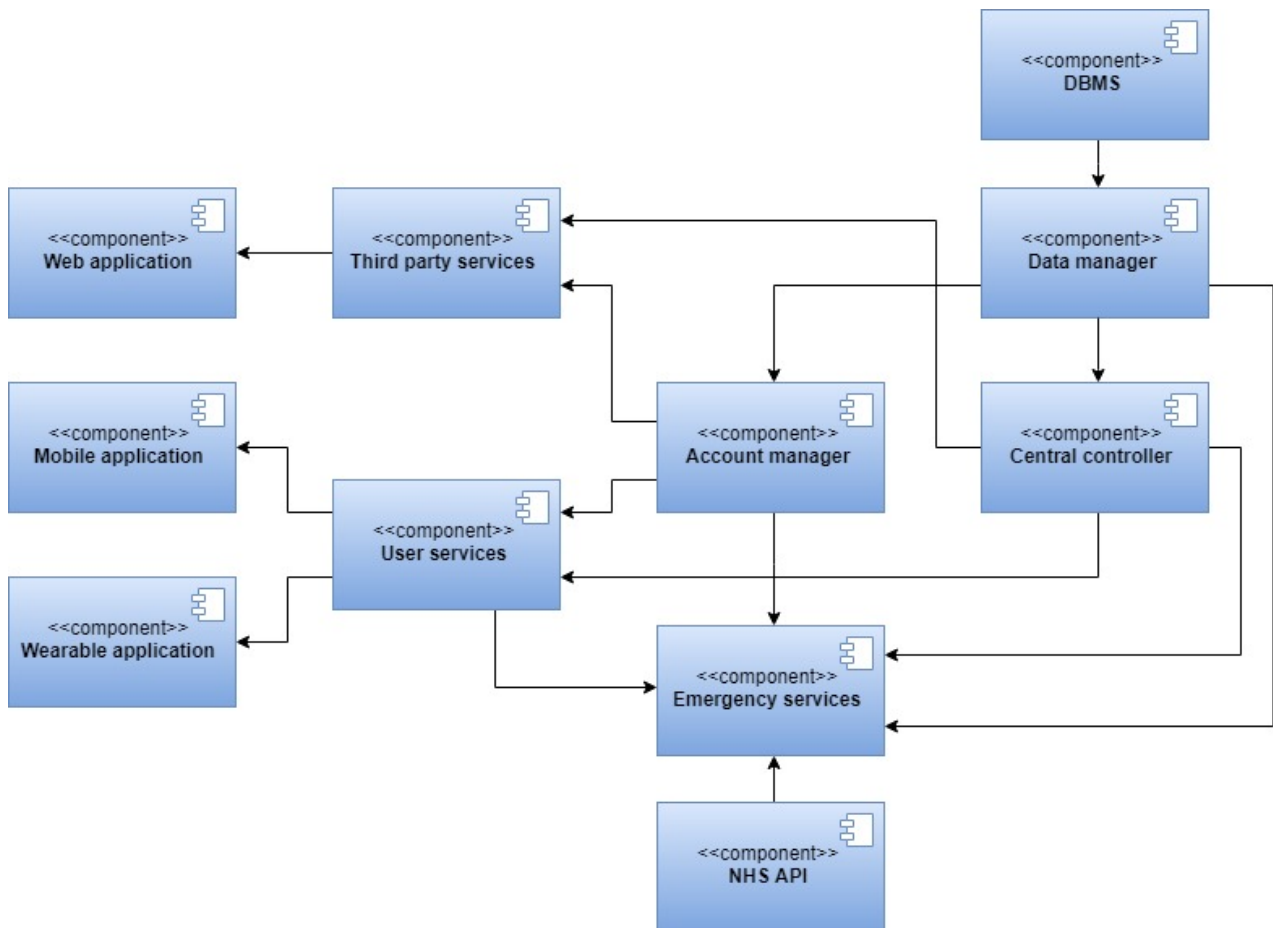 <<component>>
DBMS
<<component>>
Web application
<<component>>
Third party services
<<component>>
Data manager
<<component>>
Mobile application
<<component>>
Account manager
<<component>>
Central controller
<<component>>
User services
<<component>>
Wearable application
<<component>>
Emergency services
<<component>>
NHS API